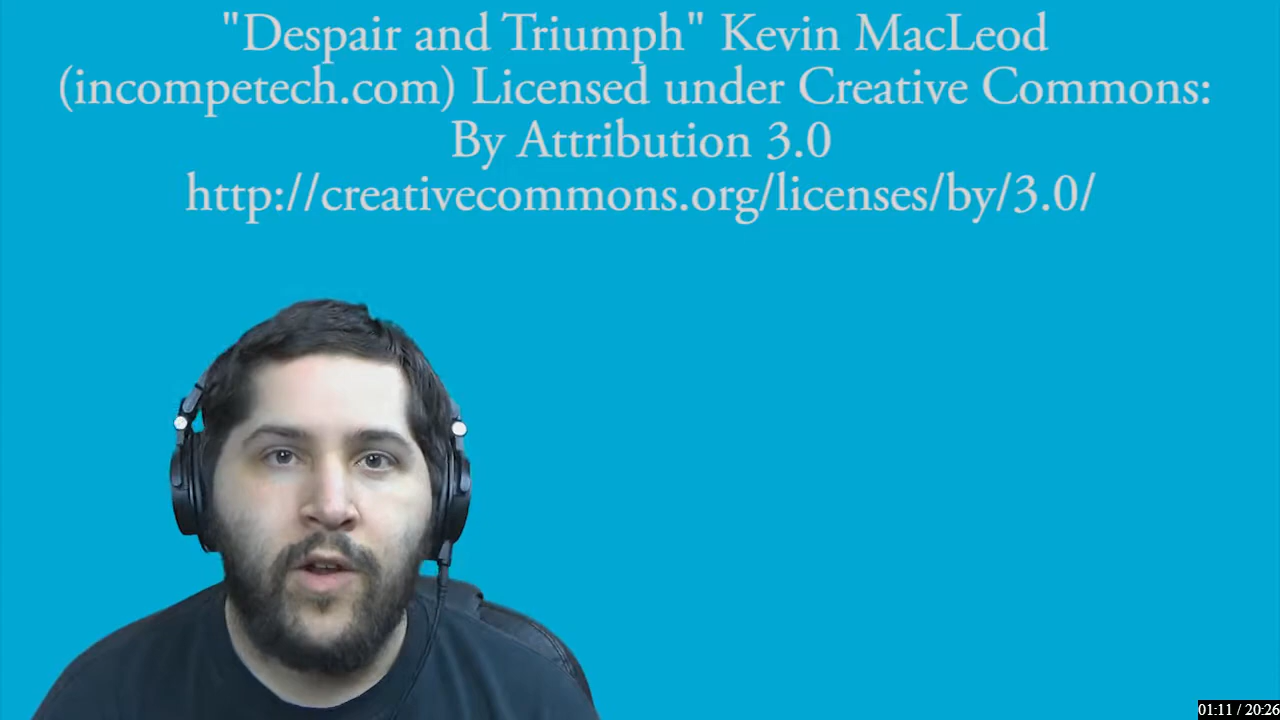 "Despair and Triumph" Kevin MacLeod
(incompetech.com) Licensed under Creative Commons:
By Attribution 3.0
http://creativecommons.org/licenses/by/3.0/
01:11 / 20:26